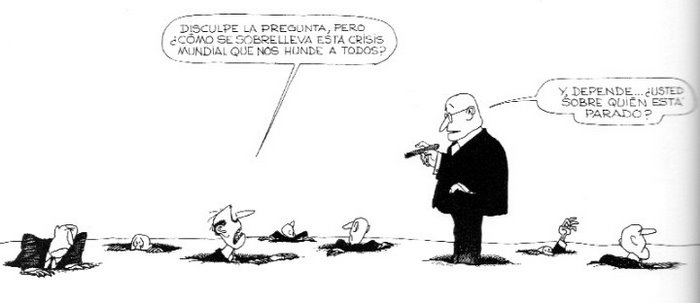 DISCULPE LA PREGUNTA, PERO
¿CÓMO SE SOBRELLEVA ESTA CRISIS
MUNDIAL QUE NOS HUNDE A TODOS?
Y, DEPENDE...¿USTED
SOBRE QUIÉN ESTÁ
PARADO?